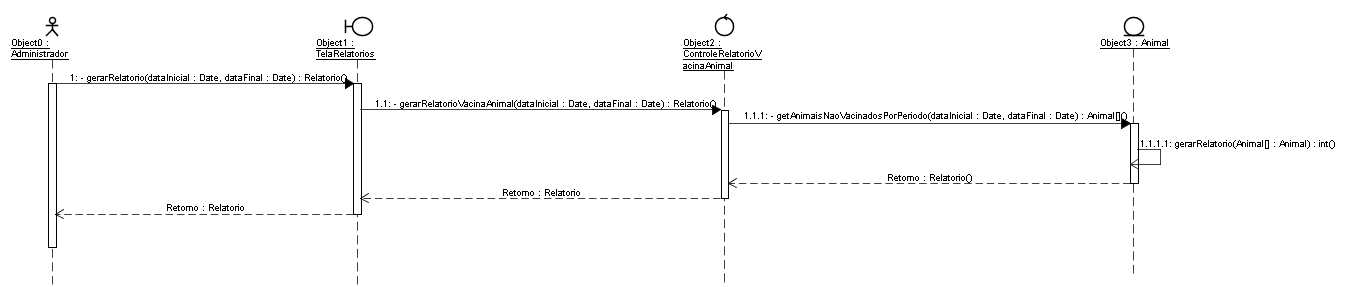 Object0 :
Administrador
Object1 :
TelaRelatorios
Object2 :
ControleRelatorioV
acinaAnimal
Object3 : Animal
1: - gerarRelatorio(dataInicial : Date, dataFinal : Date) : Relatorio()
1.1: - gerarRelatorioVacinaAnimal(dataInicial : Date, dataFinal : Date) : Relatorio()
1.1.1: - getAnimaisNaoVacinadosPorPeriodo(dataInicial : Date, dataFinal : Date) : Animal[]()
1.1.1.1: gerarRelatorio(Animal[] : Animal) : int()
Retorno : Relatorio()
Retorno : Relatorio
Retorno : Relatorio